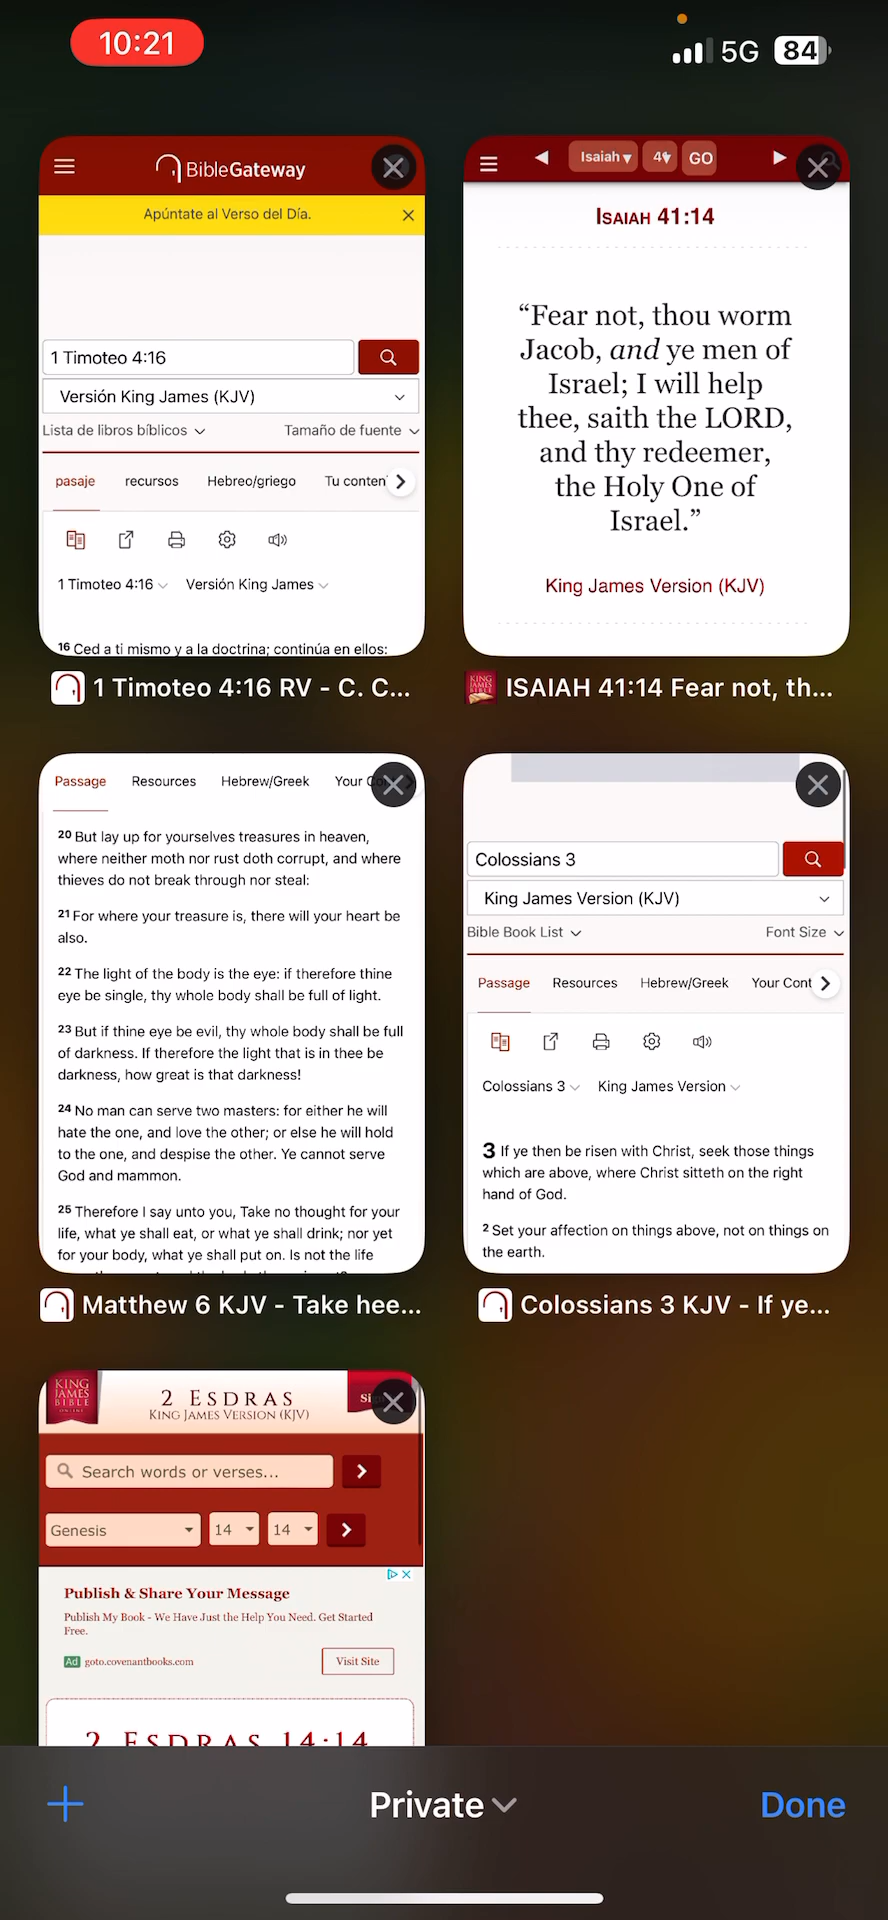 10:21
5G 84
BibleGateway
Apúntate al Verso del Día.
1 Timoteo 4:16
Versión King James (KJV)
Lista de libros bíblicos
Tamaño de fuente
pasaje recursos Hebreo/griego Tu conten
1 Timoteo 4:16 Versión King James
16 Ced a ti mismo y a la doctrina; continúa en ellos:
1 Timoteo 4:16 RV - C. C...
Isaiah 41 GO
ISAIAH 41:14
“Fear not, thou worm
Jacob, and ye men of
Israel; I will help
thee, saith the LORD,
and thy redeemer,
the Holy One of
Israel.”
King James Version (KJV)
KING JAMES BIBLE
ISAIAH 41:14 Fear not, th...
Passage Resources Hebrew/Greek Your
20 But lay up for yourselves treasures in heaven,
where neither moth nor rust doth corrupt, and where
thieves do not break through nor steal:
21 For where your treasure is, there will your heart be
also.
22 The light of the body is the eye: if therefore thine
eye be single, thy whole body shall be full of light.
23 But if thine eye be evil, thy whole body shall be full
of darkness. If therefore the light that is in thee be
darkness, how great is that darkness!
24 No man can serve two masters: for either he will
hate the one, and love the other; or else he will hold
to the one, and despise the other. Ye cannot serve
God and mammon.
25 Therefore I say unto you, Take no thought for your
life, what ye shall eat, or what ye shall drink; nor yet
for your body, what ye shall put on. Is not the life
Matthew 6 KJV - Take hee...
Colossians 3
King James Version (KJV)
Bible Book List
Font Size
Passage Resources Hebrew/Greek Your Cont
Colossians 3 King James Version
3 If ye then be risen with Christ, seek those things
which are above, where Christ sitteth on the right
hand of God.
2 Set your affection on things above, not on things on
the earth.
Colossians 3 KJV - If ye...
KING
JAMES
BIBLE
ONLINE
2 ESDRAS
KING JAMES VERSION (KJV)
Si
Search words or verses...
Genesis 14 14
Publish & Share Your Message
Publish My Book - We Have Just the Help You Need. Get Started
Free.
Ad goto.covenantbooks.com
Visit Site
2 ESDRAS 14:14
Private
Done